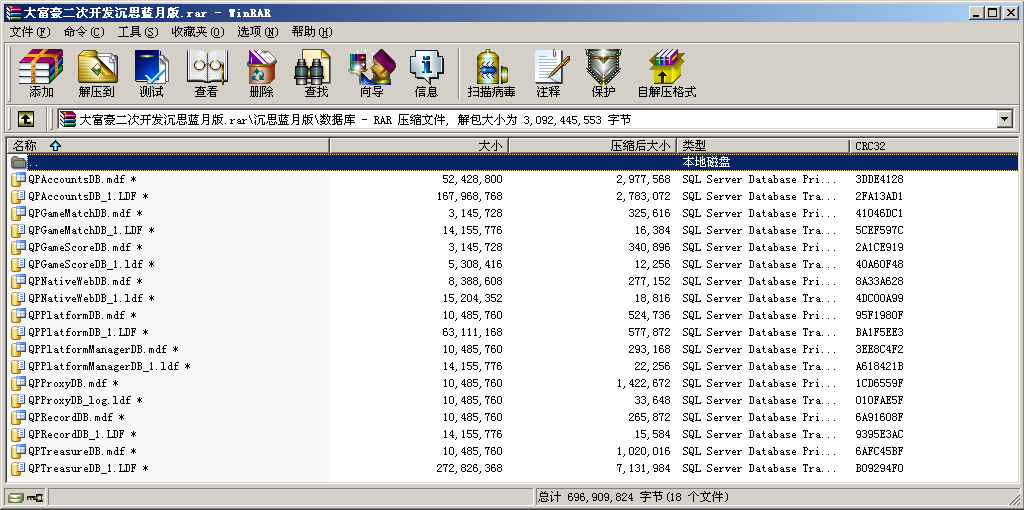 大富豪二次开发沉思蓝月版.rar - WinRAR
文件(F) 命令(C) 工具(S) 收藏夹(O) 选项(N) 帮助(H)
添加 解压到 测试 查看 删除 查找 向导 信息 扫描病毒 注释 保护 自解压格式
大富豪二次开发沉思蓝月版.rar\沉思蓝月版\数据库 - RAR 压缩文件, 解包大小为 3,092,445,553 字节
名称 大小 压缩后大小 类型 CRC32
.. 本地磁盘
QPAccountsDB.mdf * 52,428,800 2,977,568 SQL Server Database Pri... 3DDE4128
QPAccountsDB_1.LDF * 167,968,768 2,783,072 SQL Server Database Tra... 2FA13AD1
QPGameMatchDB.mdf * 3,145,728 325,616 SQL Server Database Pri... 41046DC1
QPGameMatchDB_1.LDF * 14,155,776 16,384 SQL Server Database Tra... 5CEF597C
QPGameScoreDB.mdf * 3,145,728 340,896 SQL Server Database Pri... 2A1CE919
QPGameScoreDB_1.ldf * 5,308,416 12,256 SQL Server Database Tra... 40A60F48
QPNativeWebDB.mdf * 8,388,608 277,152 SQL Server Database Pri... 8A33A628
QPNativeWebDB_1.ldf * 15,204,352 18,816 SQL Server Database Tra... 4DC00A99
QPPlatformDB.mdf * 10,485,760 524,736 SQL Server Database Pri... 95F1980F
QPPlatformDB_1.LDF * 63,111,168 577,872 SQL Server Database Tra... BA1F5EE3
QPPlatformManagerDB.mdf * 10,485,760 293,168 SQL Server Database Pri... 3EE8C4F2
QPPlatformManagerDB_1.ldf * 14,155,776 22,256 SQL Server Database Tra... A618421B
QPProxyDB.mdf * 10,485,760 1,422,672 SQL Server Database Pri... 1CD6559F
QPProxyDB_log.ldf * 10,485,760 33,648 SQL Server Database Tra... 010FAE5F
QPRecordDB.mdf * 10,485,760 265,872 SQL Server Database Pri... 6A91608F
QPRecordDB_1.LDF * 14,155,776 15,584 SQL Server Database Tra... 9395E3AC
QPTreasureDB.mdf * 10,485,760 1,020,016 SQL Server Database Pri... 6AFC45BF
QPTreasureDB_1.LDF * 272,826,368 7,131,984 SQL Server Database Tra... B09294F0
总计 696,909,824 字节(18 个文件)